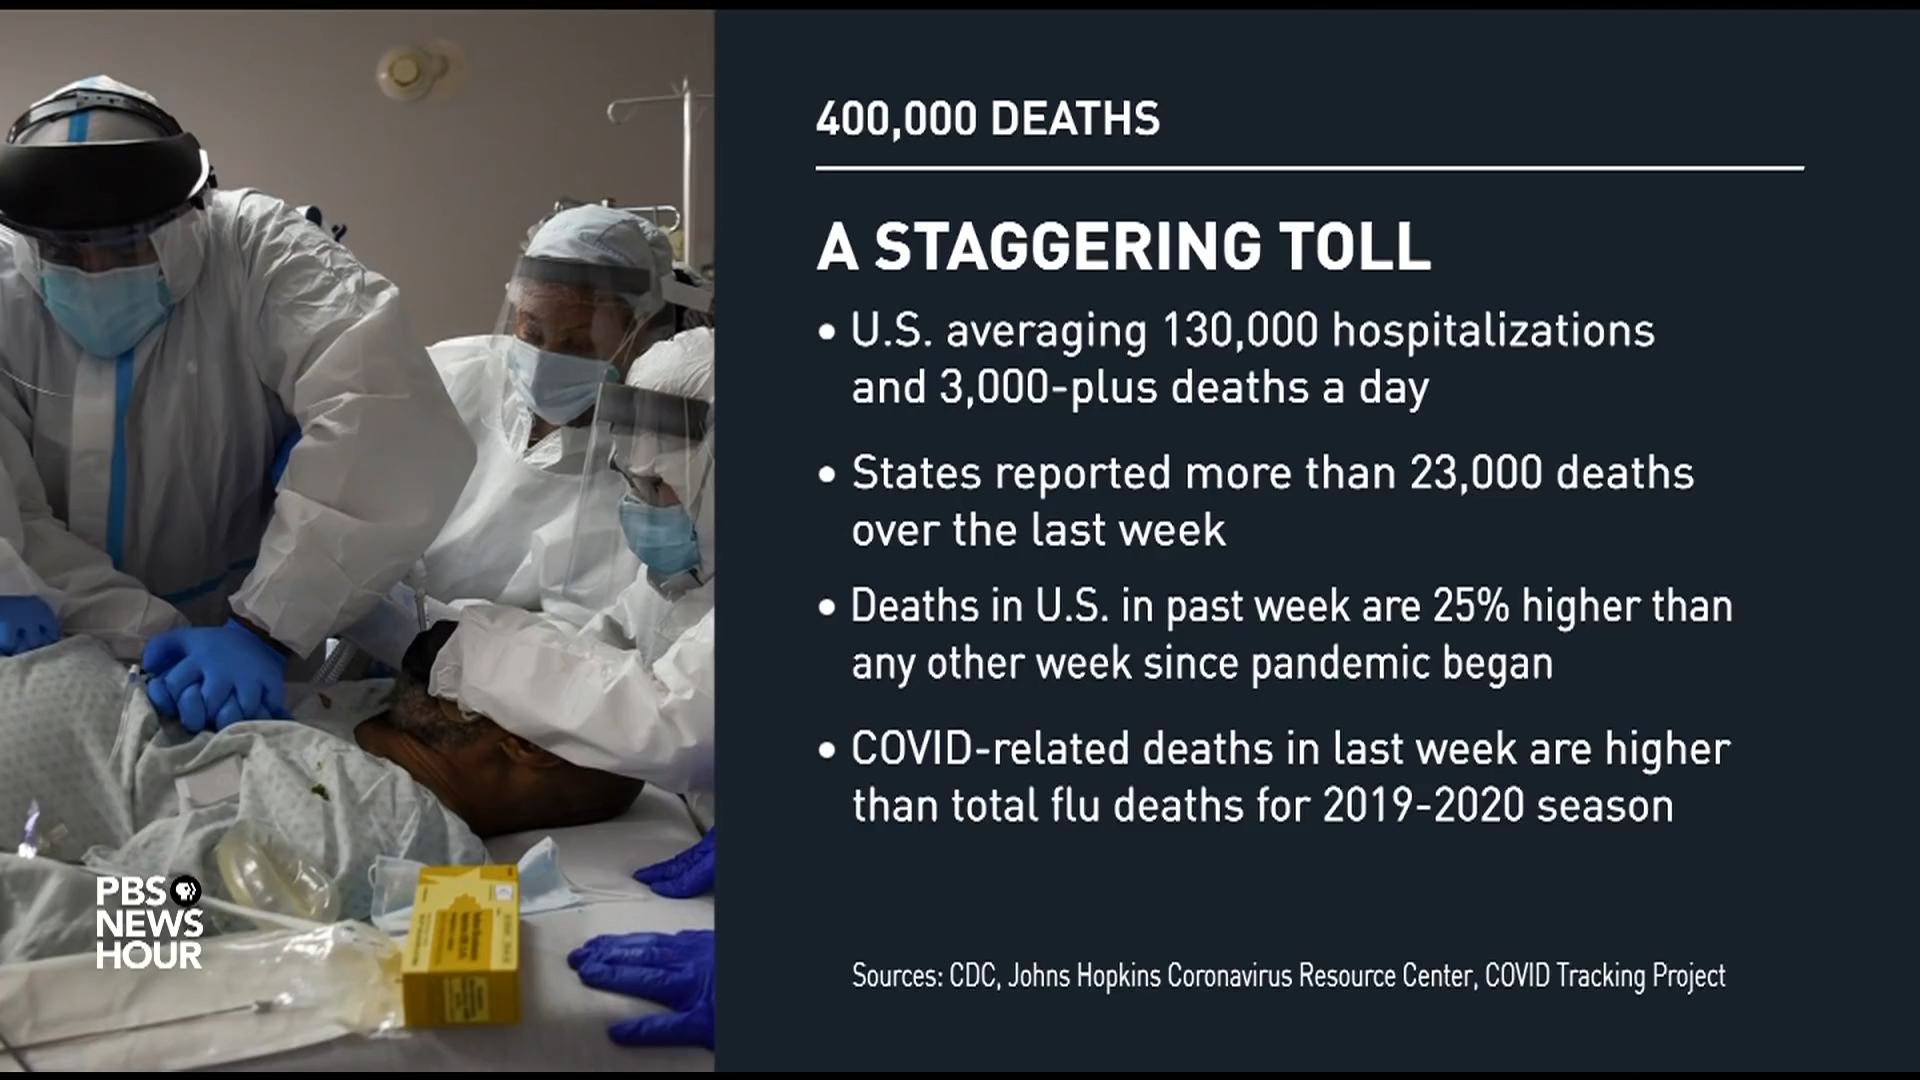 400,000 DEATHS
A STAGGERING TOLL
• U.S. averaging 130,000 hospitalizations
and 3,000-plus deaths a day
• States reported more than 23,000 deaths
over the last week
• Deaths in U.S. in past week are 25% higher than
any other week since pandemic began
• COVID-related deaths in last week are higher
than total flu deaths for 2019-2020 season
Sources: CDC, Johns Hopkins Coronavirus Resource Center, COVID Tracking Project
PBS
NEWS
HOUR